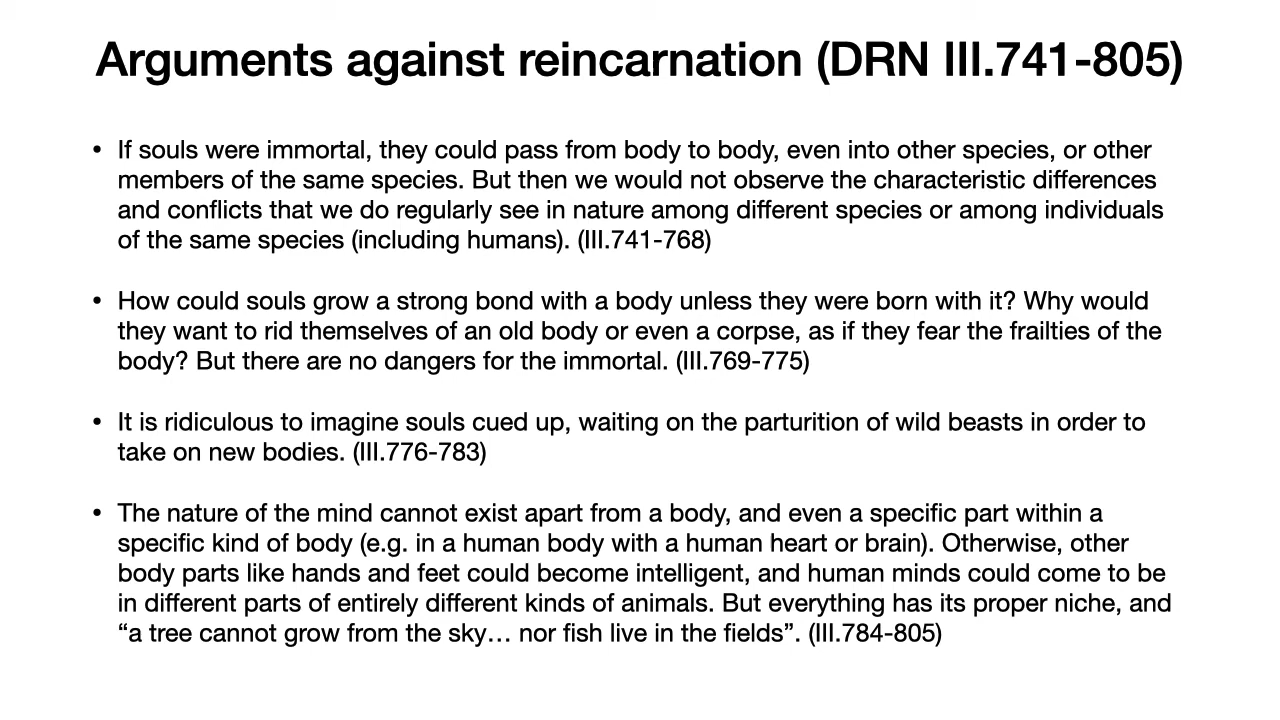 Arguments against reincarnation (DRN III.741-805)
• If souls were immortal, they could pass from body to body, even into other species, or other
members of the same species. But then we would not observe the characteristic differences
and conflicts that we do regularly see in nature among different species or among individuals
of the same species (including humans). (III.741-768)
• How could souls grow a strong bond with a body unless they were born with it? Why would
they want to rid themselves of an old body or even a corpse, as if they fear the frailties of the
body? But there are no dangers for the immortal. (III.769-775)
• It is ridiculous to imagine souls cued up, waiting on the parturition of wild beasts in order to
take on new bodies. (III.776-783)
• The nature of the mind cannot exist apart from a body, and even a specific part within a
specific kind of body (e.g. in a human body with a human heart or brain). Otherwise, other
body parts like hands and feet could become intelligent, and human minds could come to be
in different parts of entirely different kinds of animals. But everything has its proper niche, and
“a tree cannot grow from the sky… nor fish live in the fields”. (III.784-805)